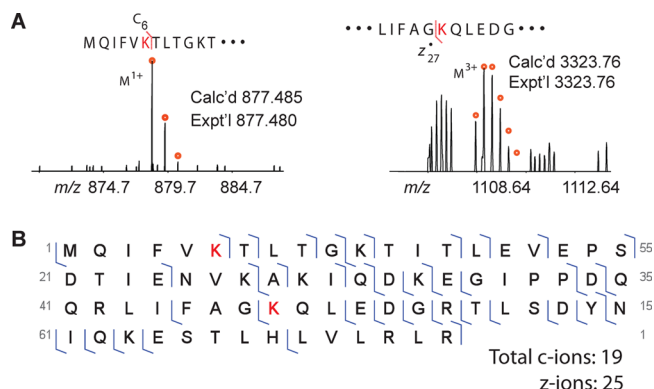 A
C6
MQIFVKTLTGKT•••
M1+
Calc'd 877.485
Expt'l 877.480
m/z 874.7 879.7 884.7
•••LIFAGKQLEDG•••
z•27
M3+
Calc'd 3323.76
Expt'l 3323.76
m/z 1108.64 1112.64
B
1 M Q I F V K T L T G K T I T L E V E P S 55
21 D T I E N V K A K I Q D K E G I P P D Q 35
41 Q R L I F A G K Q L E D G R T L S D Y N 15
61 I Q K E S T L H L V L R L R 1
Total c-ions: 19
z-ions: 25